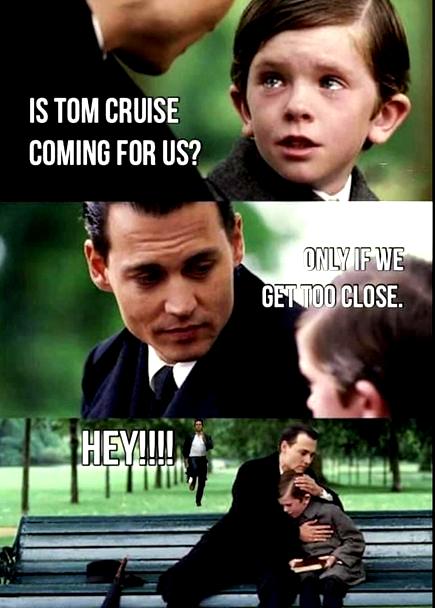 IS TOM CRUISE
COMING FOR US?
ONLY IF WE
GET TOO CLOSE.
HEY!!!!